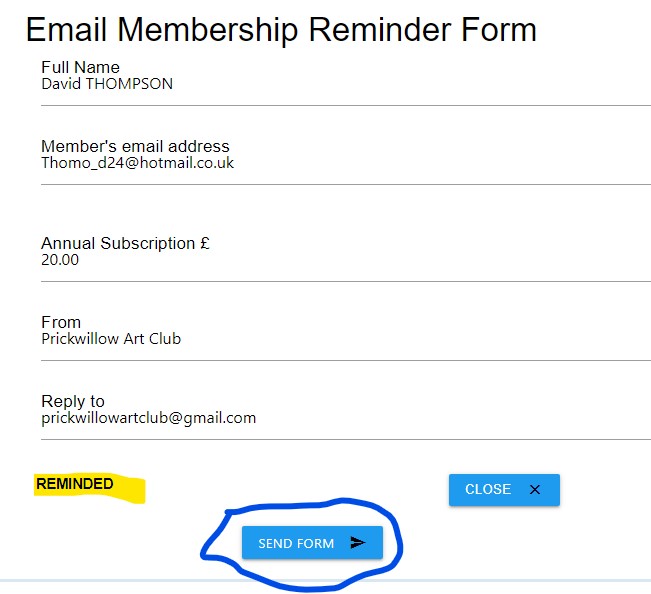 Email Membership Reminder Form
Full Name
David THOMPSON
Member's email address
Thomo_d24@hotmail.co.uk
Annual Subscription £
20.00
From
Prickwillow Art Club
Reply to
prickwillowartclub@gmail.com
REMINDED
CLOSE
SEND FORM